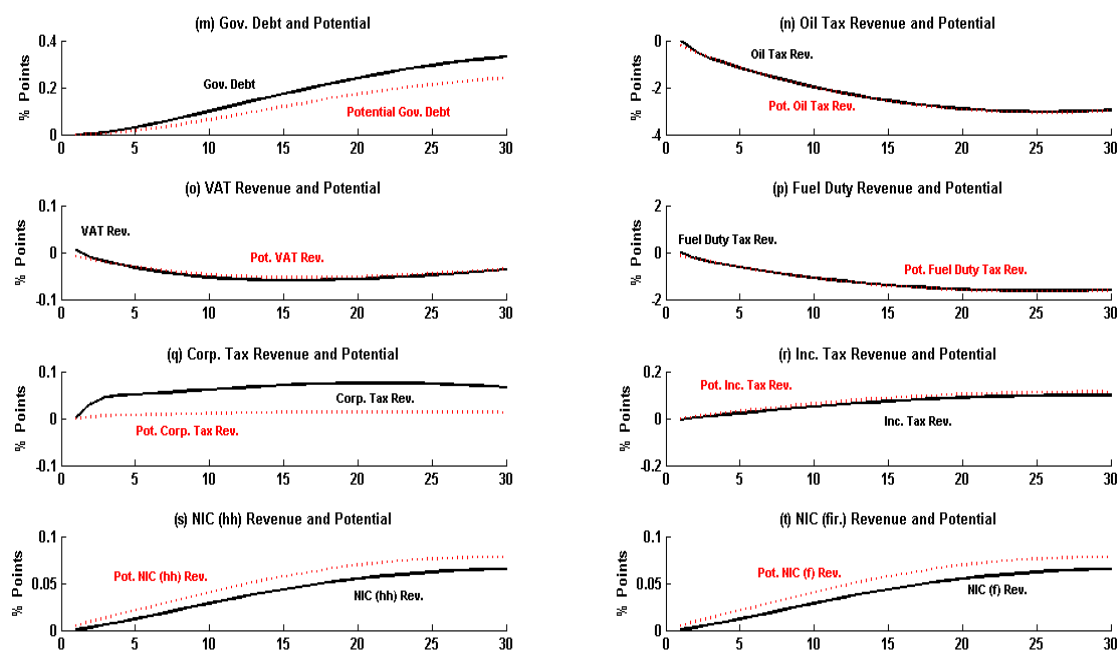 (m) Gov. Debt and Potential
% Points
0.4
0.2
0
Gov. Debt
Potential Gov. Debt
0 5 10 15 20 25 30
(n) Oil Tax Revenue and Potential
% Points
0
-2
-4
Oil Tax Rev.
Pot. Oil Tax Rev.
0 5 10 15 20 25 30
(o) VAT Revenue and Potential
% Points
0.1
0
-0.1
VAT Rev.
Pot. VAT Rev.
0 5 10 15 20 25 30
(p) Fuel Duty Revenue and Potential
% Points
2
0
-2
Fuel Duty Tax Rev.
Pot. Fuel Duty Tax Rev.
0 5 10 15 20 25 30
(q) Corp. Tax Revenue and Potential
% Points
0.1
0
-0.1
Corp. Tax Rev.
Pot. Corp. Tax Rev.
0 5 10 15 20 25 30
(r) Inc. Tax Revenue and Potential
% Points
0.2
0
-0.2
Pot. Inc. Tax Rev.
Inc. Tax Rev.
0 5 10 15 20 25 30
(s) NIC (hh) Revenue and Potential
% Points
0.1
0.05
0
Pot. NIC (hh) Rev.
NIC (hh) Rev.
0 5 10 15 20 25 30
(t) NIC (fir.) Revenue and Potential
% Points
0.1
0.05
0
Pot. NIC (f) Rev.
NIC (f) Rev.
0 5 10 15 20 25 30